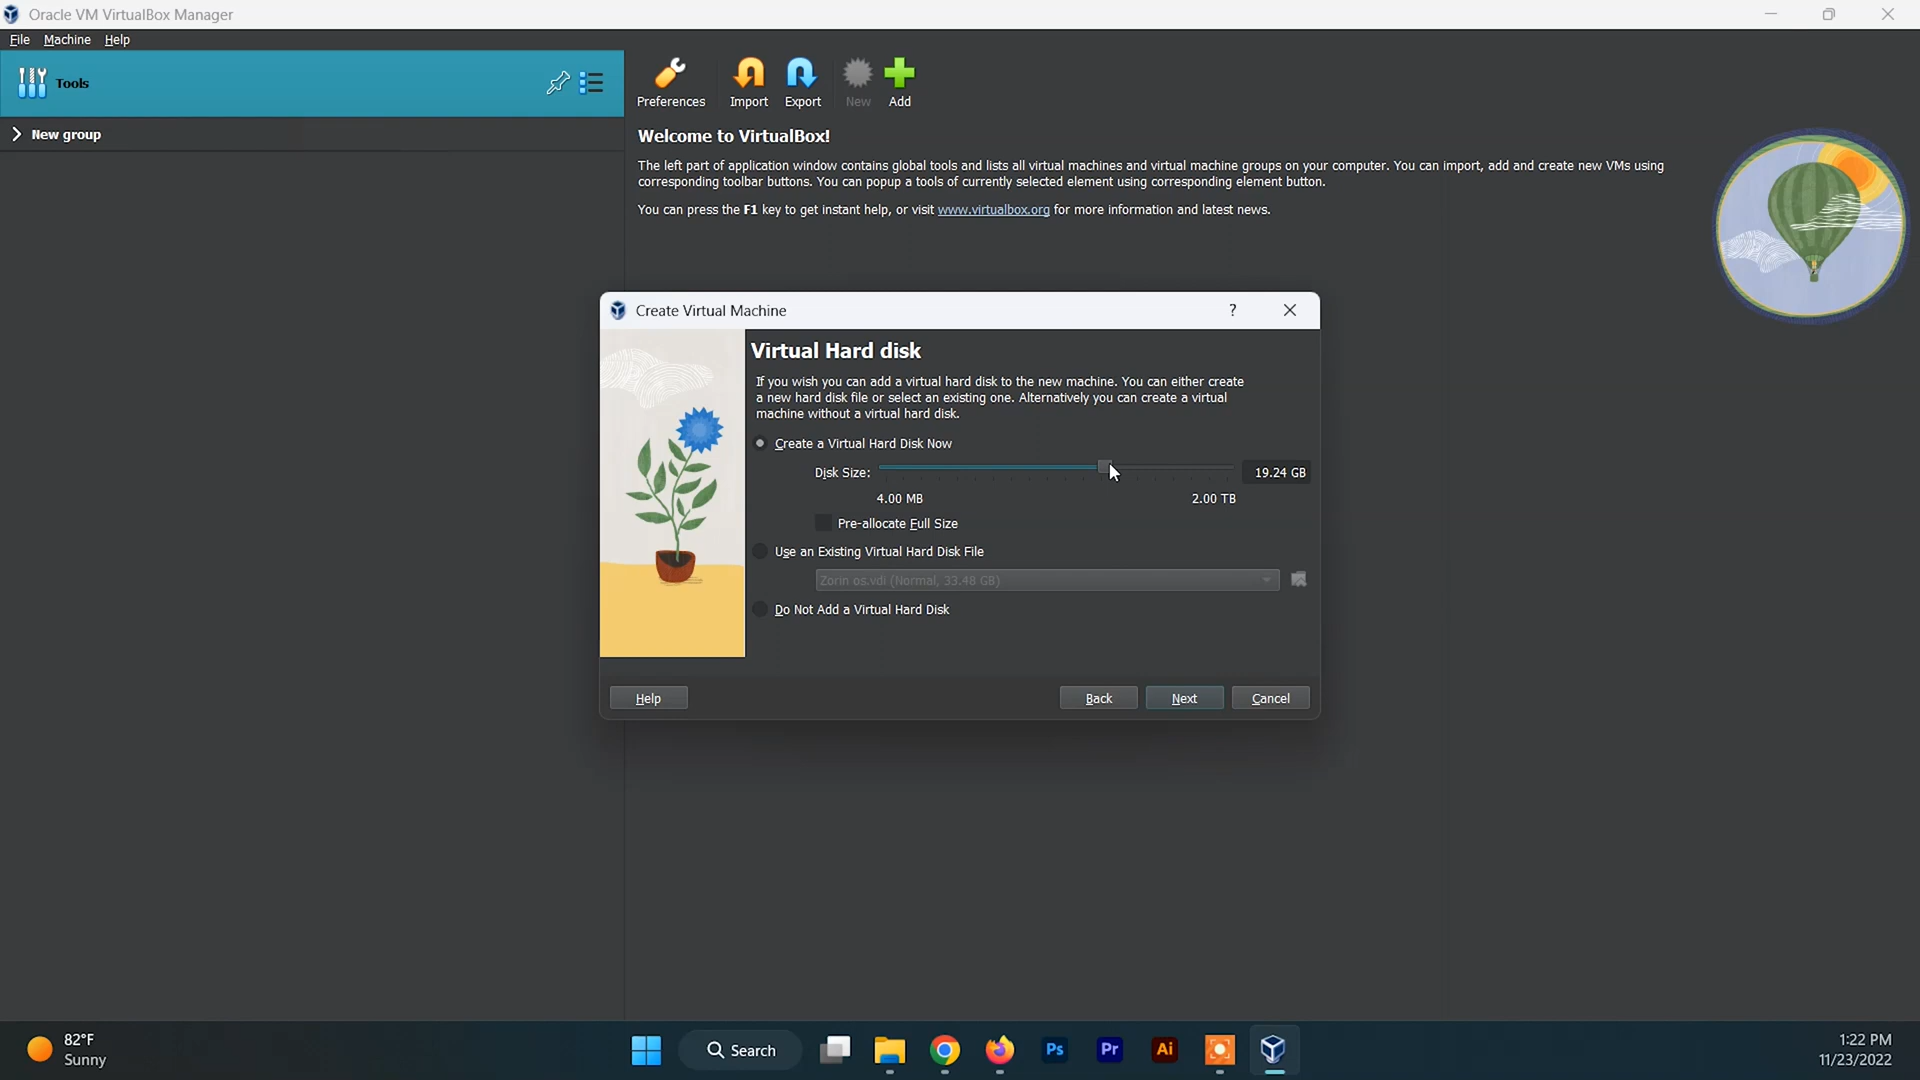 Oracle VM VirtualBox Manager
File Machine Help
Tools
New group
Preferences Import Export New Add
Welcome to VirtualBox!
The left part of application window contains global tools and lists all virtual machines and virtual machine groups on your computer. You can import, add and create new VMs using
corresponding toolbar buttons. You can popup a tools of currently selected element using corresponding element button.
You can press the F1 key to get instant help, or visit www.virtualbox.org for more information and latest news.
Create Virtual Machine ?
Virtual Hard disk
If you wish you can add a virtual hard disk to the new machine. You can either create
a new hard disk file or select an existing one. Alternatively you can create a virtual
machine without a virtual hard disk.
Create a Virtual Hard Disk Now
Disk Size: 19.24 GB
4.00 MB 2.00 TB
Pre-allocate Full Size
Use an Existing Virtual Hard Disk File
Zorin os.vdi (Normal, 33.48 GB)
Do Not Add a Virtual Hard Disk
Help Back Next Cancel
82°F
Sunny
Search
Ps Pr Ai
1:22 PM
11/23/2022